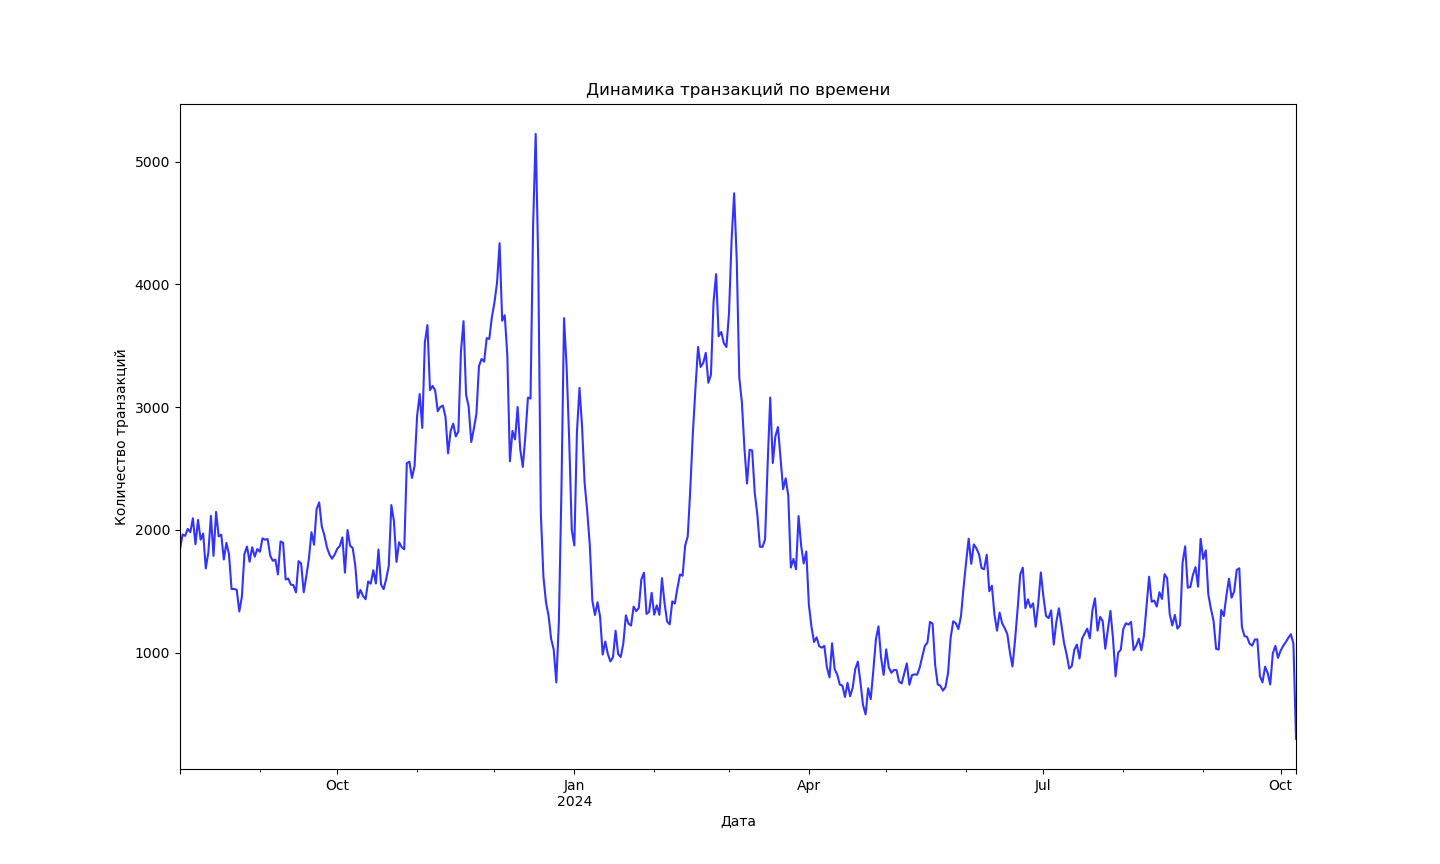 Динамика транзакций по времени
Количество транзакций
5000
4000
3000
2000
1000
Oct
Jan
2024
Apr
Jul
Oct
Дата